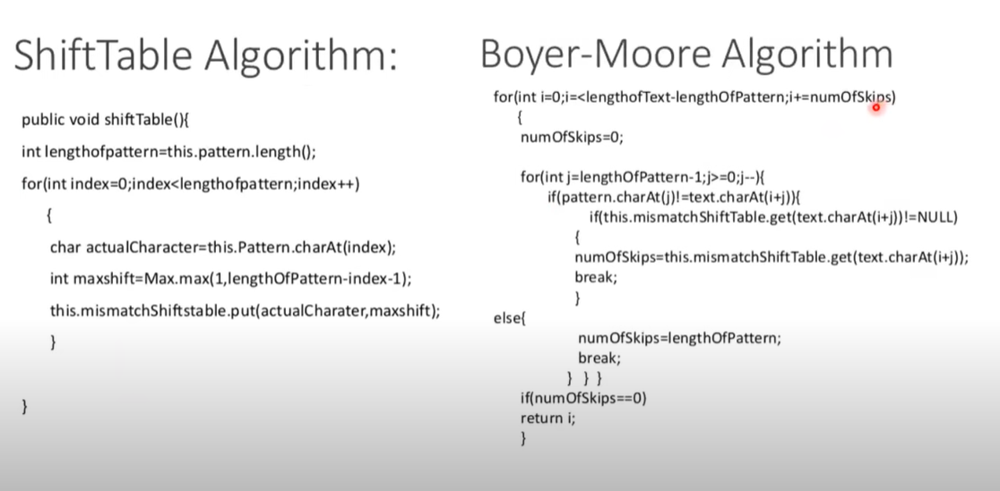 ShiftTable Algorithm:
public void shiftTable(){
int lengthofpattern=this.pattern.length();
for(int index=0;index<lengthofpattern;index++)
{
char actualCharacter=this.Pattern.charAt(index);
int maxshift=Max.max(1,lengthOfPattern-index-1);
this.mismatchShiftstable.put(actualCharater,maxshift);
}
}
Boyer-Moore Algorithm
for(int i=0;i=<lengthofText-lengthOfPattern;i+=numOfSkips)
{
numOfSkips=0;
for(int j=lengthOfPattern-1;j>=0;j--){
if(pattern.charAt(j)!=text.charAt(i+j)){
if(this.mismatchShiftTable.get(text.charAt(i+j))!=NULL)
{
numOfSkips=this.mismatchShiftTable.get(text.charAt(i+j));
break;
}
else{
numOfSkips=lengthOfPattern;
break;
} } }
if(numOfSkips==0)
return i;
}